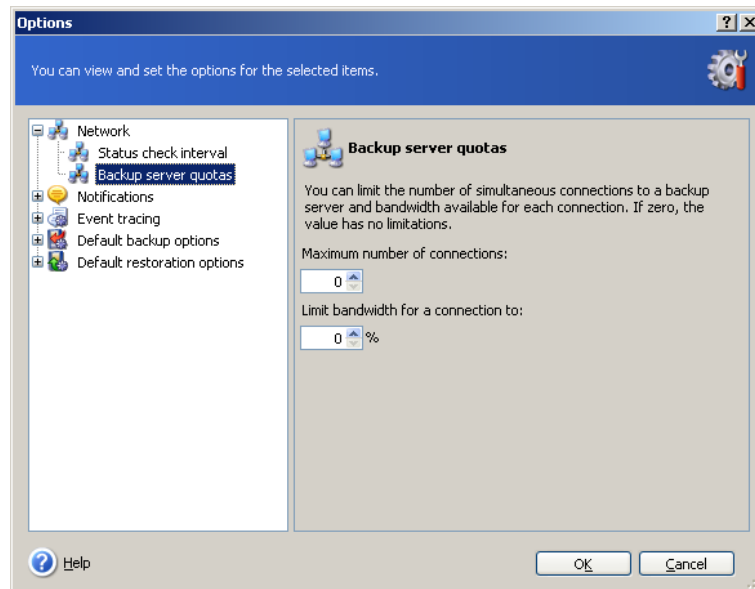 Options
You can view and set the options for the selected items.
Network
Status check interval
Backup server quotas
Notifications
Event tracing
Default backup options
Default restoration options
Backup server quotas
You can limit the number of simultaneous connections to a backup
server and bandwidth available for each connection. If zero, the
value has no limitations.
Maximum number of connections:
0
Limit bandwidth for a connection to:
0 %
Help
OK
Cancel